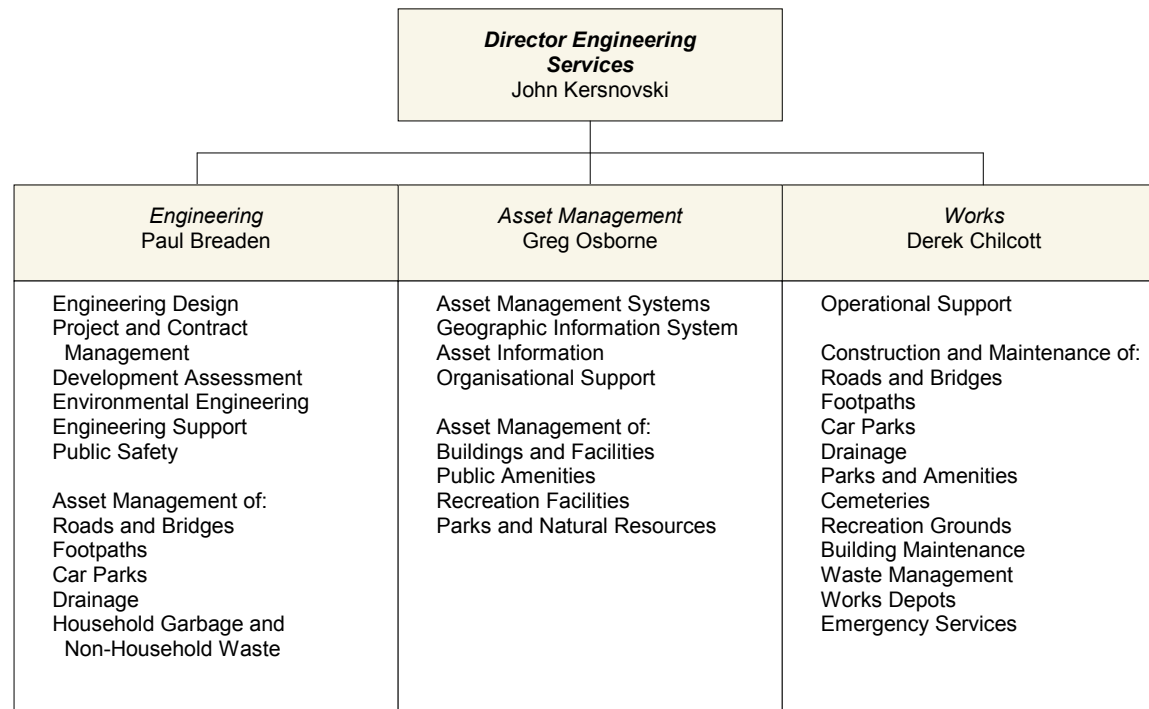 Director Engineering
Services
John Kersnovski
Engineering
Paul Breaden
Engineering Design
Project and Contract
Management
Development Assessment
Environmental Engineering
Engineering Support
Public Safety
Asset Management of:
Roads and Bridges
Footpaths
Car Parks
Drainage
Household Garbage and
Non-Household Waste
Asset Management
Greg Osborne
Asset Management Systems
Geographic Information System
Asset Information
Organisational Support
Asset Management of:
Buildings and Facilities
Public Amenities
Recreation Facilities
Parks and Natural Resources
Works
Derek Chilcott
Operational Support
Construction and Maintenance of:
Roads and Bridges
Footpaths
Car Parks
Drainage
Parks and Amenities
Cemeteries
Recreation Grounds
Building Maintenance
Waste Management
Works Depots
Emergency Services